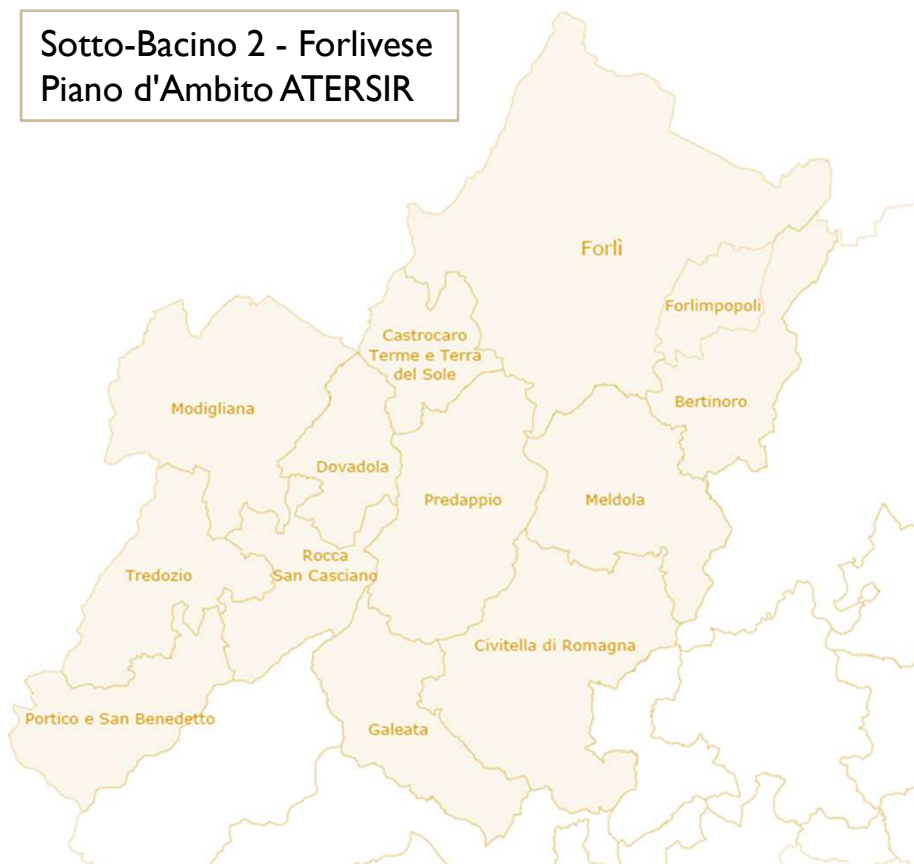 Sotto-Bacino 2 - Forlivese
Piano d'Ambito ATERSIR
Forlì
Forlimpopoli
Castrocaro
Terme e Terra
del Sole
Modigliana
Bertinoro
Dovadola
Predappio
Meldola
Rocca
San Casciano
Tredozio
Civitella di Romagna
Portico e San Benedetto
Galeata